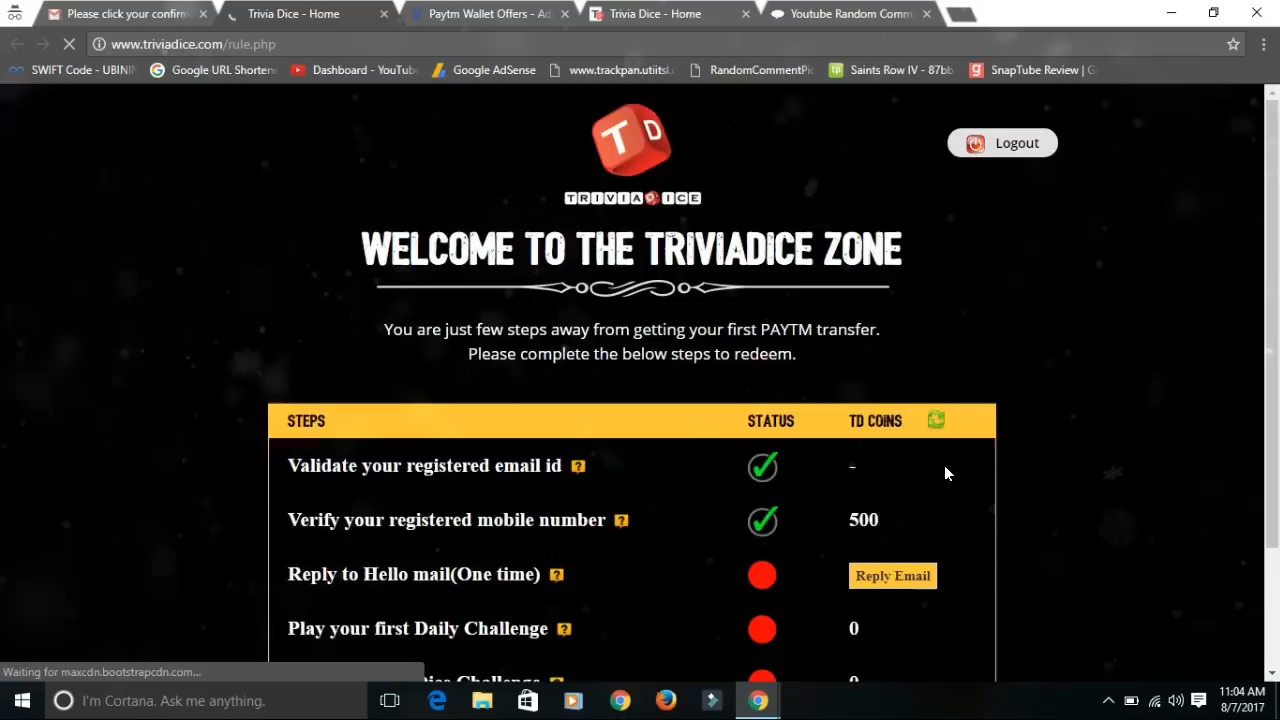 Please click your confirm
Trivia Dice - Home
Paytm Wallet Offers - Ad
Trivia Dice - Home
Youtube Random Comm
www.triviadice.com/rule.php
SWIFT Code - UBININ
Google URL Shortene
Dashboard - YouTub
Google AdSense
www.trackpan.utiitsl.c
RandomCommentPic
Saints Row IV - 87bb
SnapTube Review | G
T D
Logout
TRIVIADICE
WELCOME TO THE TRIVIADICE ZONE
You are just few steps away from getting your first PAYTM transfer.
Please complete the below steps to redeem.
STEPS STATUS TD COINS
Validate your registered email id ? -
Verify your registered mobile number ? 500
Reply to Hello mail(One time) ? Reply Email
Play your first Daily Challenge ? 0
Waiting for maxcdn.bootstrapcdn.com...
I'm Cortana. Ask me anything.
11:04 AM
8/7/2017